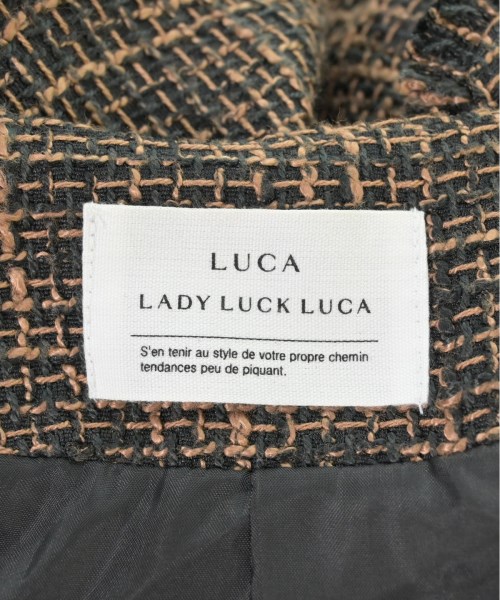 LUCA
LADY LUCK LUCA
S'en tenir au style de votre propre chemin
tendances peu de piquant.